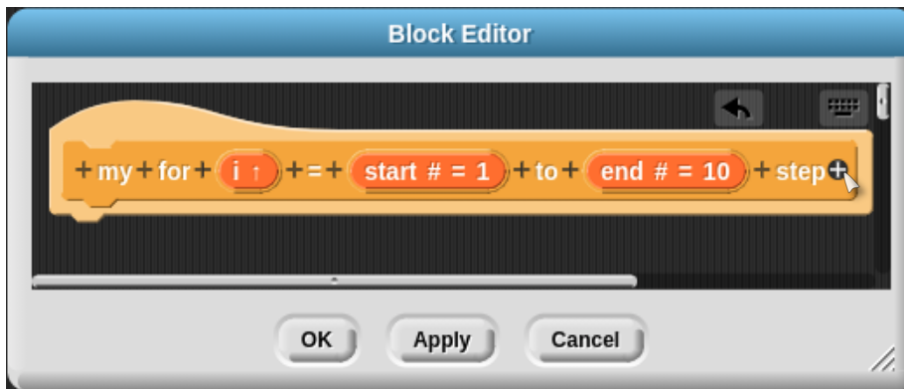 Block Editor
+ my + for + i ↑ + = + start # = 1 + to + end # = 10 + step +
OK Apply Cancel